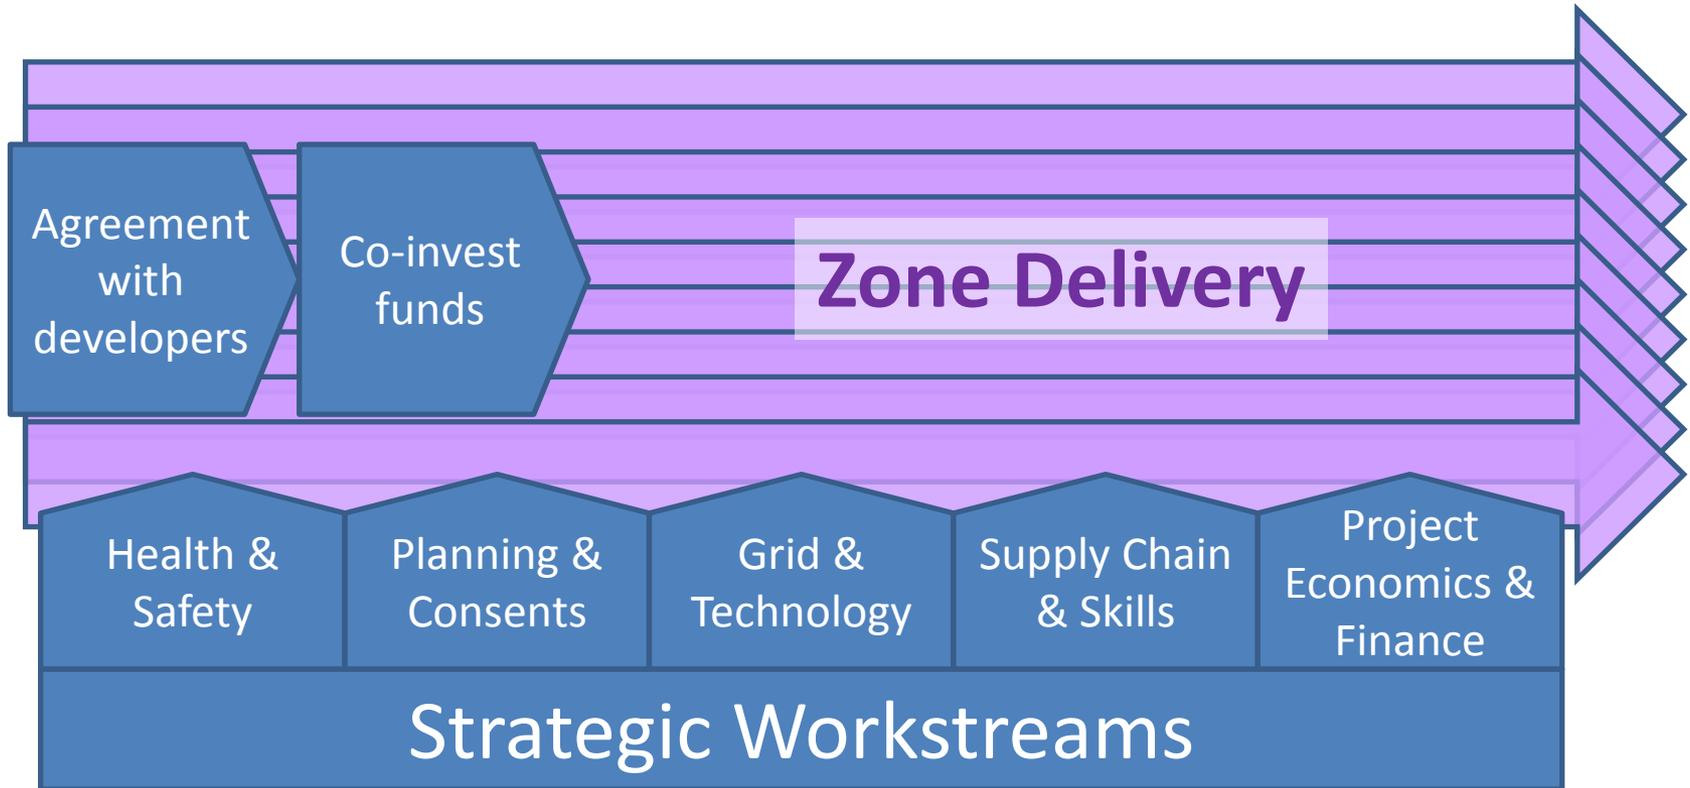 Agreement
with
developers
Co-invest
funds
Zone Delivery
Health &
Safety
Planning &
Consents
Grid &
Technology
Supply Chain
& Skills
Project
Economics &
Finance
Strategic Workstreams